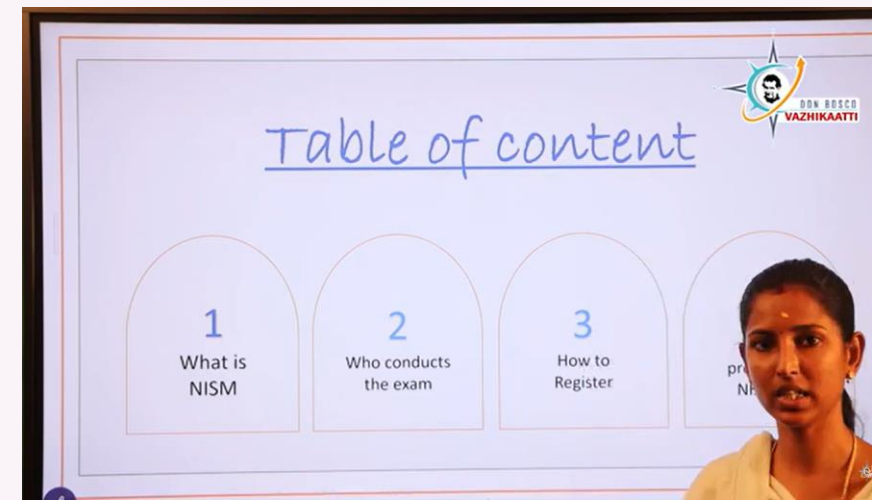 DON BOSCO
VAZHIKAATTI
Table of content
1
What is
NISM
2
Who conducts
the exam
3
How to
Register